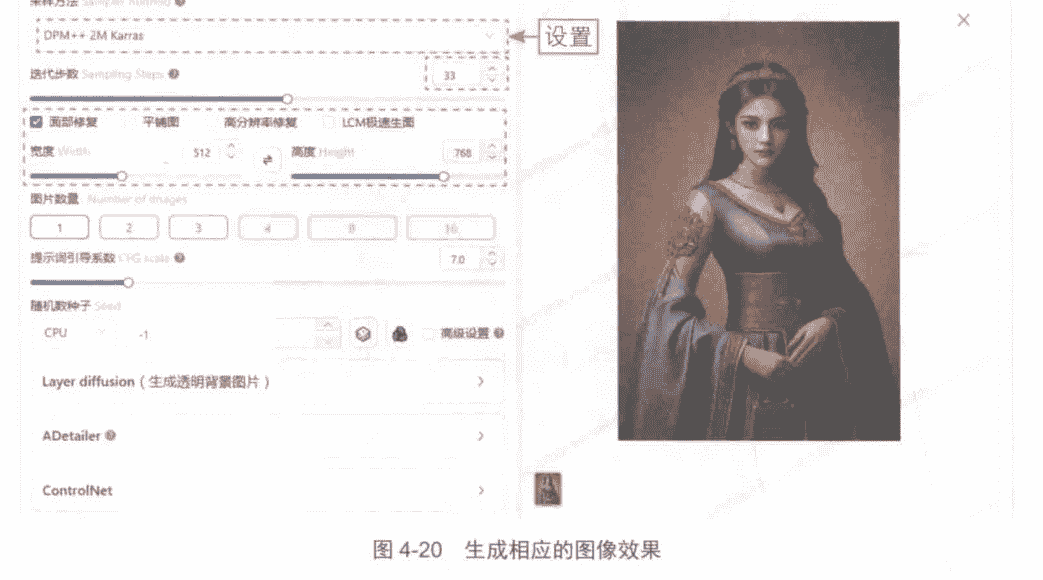 采样方法 Sampler Method
DPM++ 2M Karras
设置
迭代步数 Sampling Steps
33
面部修复 平铺图 高分辨率修复 LCM极速生图
宽度 Width 512 高度 Height 768
图片数量 Number of Images
1 2 3 4 8 16
提示词引导系数 CFG scale 7.0
随机数种子 Seed
CPU -1 高级设置
Layer diffusion（生成透明背景图片）
ADetailer
ControlNet
图 4-20 生成相应的图像效果